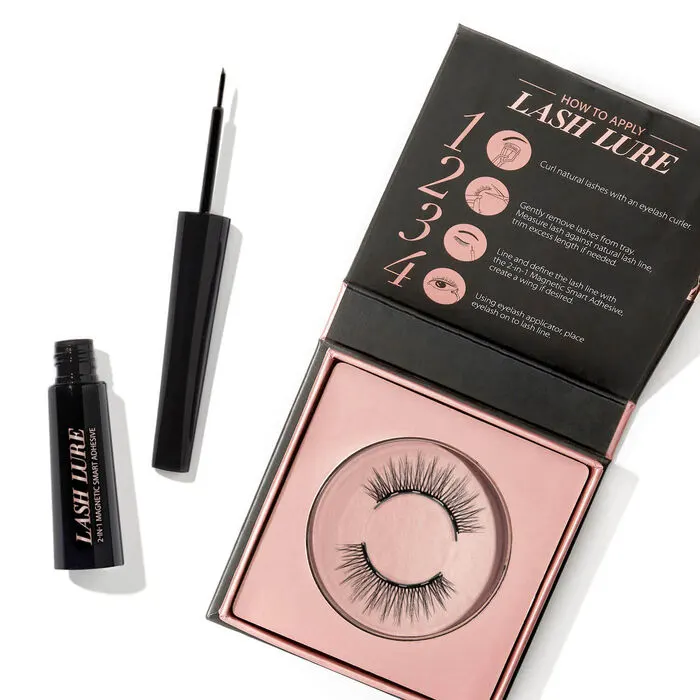 HOW TO APPLY
LASH LURE
1
Curl natural lashes with an eyelash curler
2
Gently remove lashes from tray.
Measure lash against natural lash line,
trim excess length if needed.
3
Line and define the lash line with
the 2-in-1 Magnetic Smart Adhesive,
create a wing if desired.
4
Using eyelash applicator, place
eyelash on to lash line.
LASH LURE
2-IN-1 MAGNETIC SMART ADHESIVE